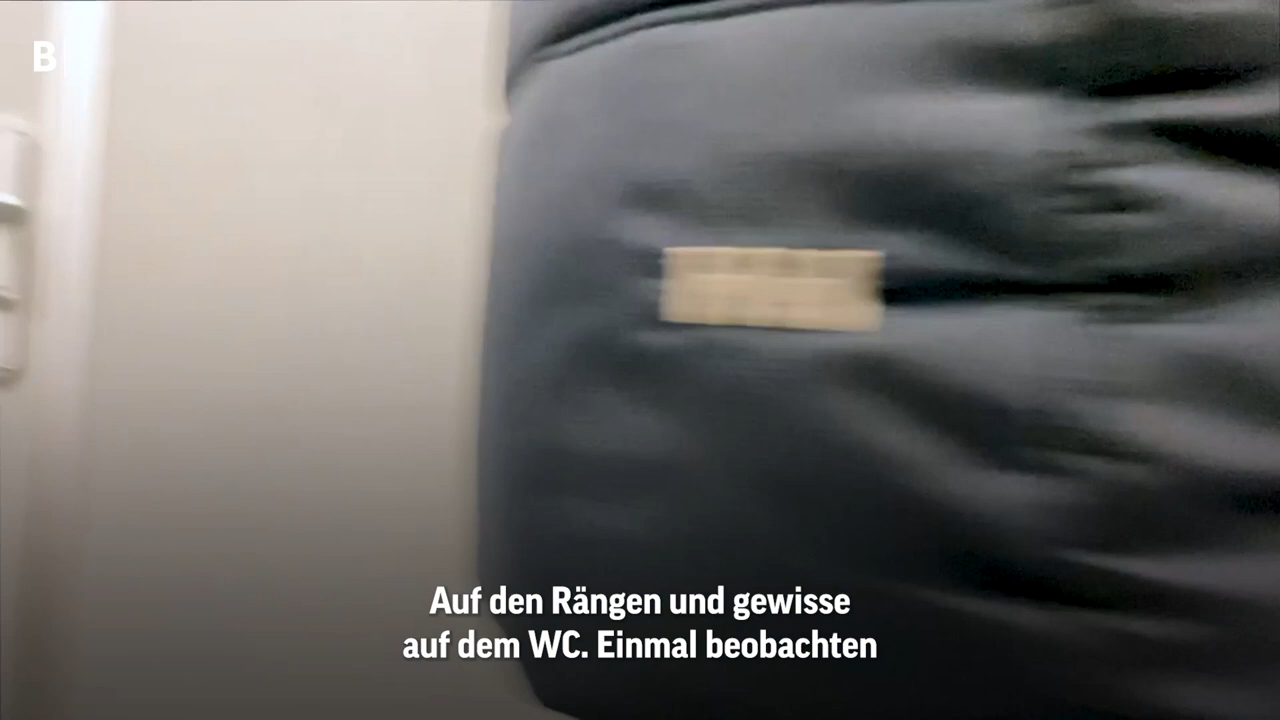 B
Auf den Rängen und gewisse
auf dem WC. Einmal beobachten